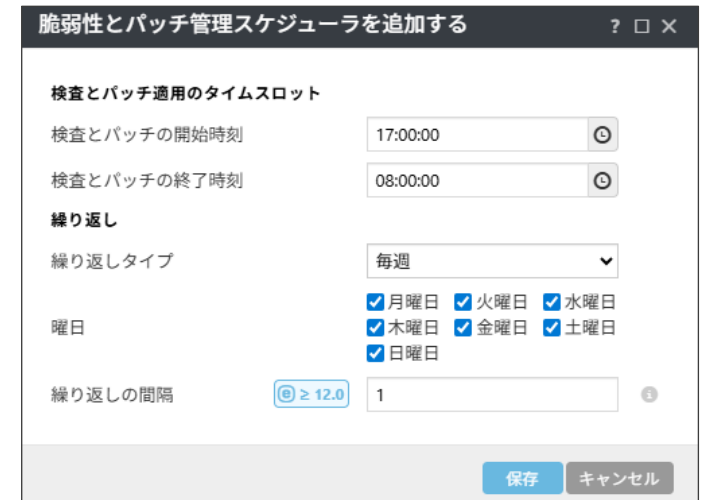 脆弱性とパッチ管理スケジューラを追加する ?
検査とパッチ適用のタイムスロット
検査とパッチの開始時刻 17:00:00
検査とパッチの終了時刻 08:00:00
繰り返し
繰り返しタイプ 毎週
月曜日 火曜日 水曜日
曜日 木曜日 金曜日 土曜日
日曜日
繰り返しの間隔 ⓔ ≥ 12.0 1
保存 キャンセル